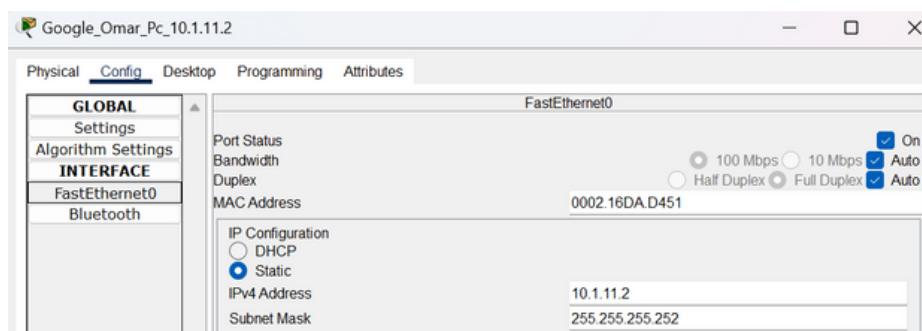 Google_Omar_Pc_10.1.11.2
Physical Config Desktop Programming Attributes
GLOBAL
Settings
Algorithm Settings
INTERFACE
FastEthernet0
Bluetooth
FastEthernet0
Port Status On
Bandwidth 100 Mbps 10 Mbps Auto
Duplex Half Duplex Full Duplex Auto
MAC Address 0002.16DA.D451
IP Configuration
DHCP
Static
IPv4 Address 10.1.11.2
Subnet Mask 255.255.255.252